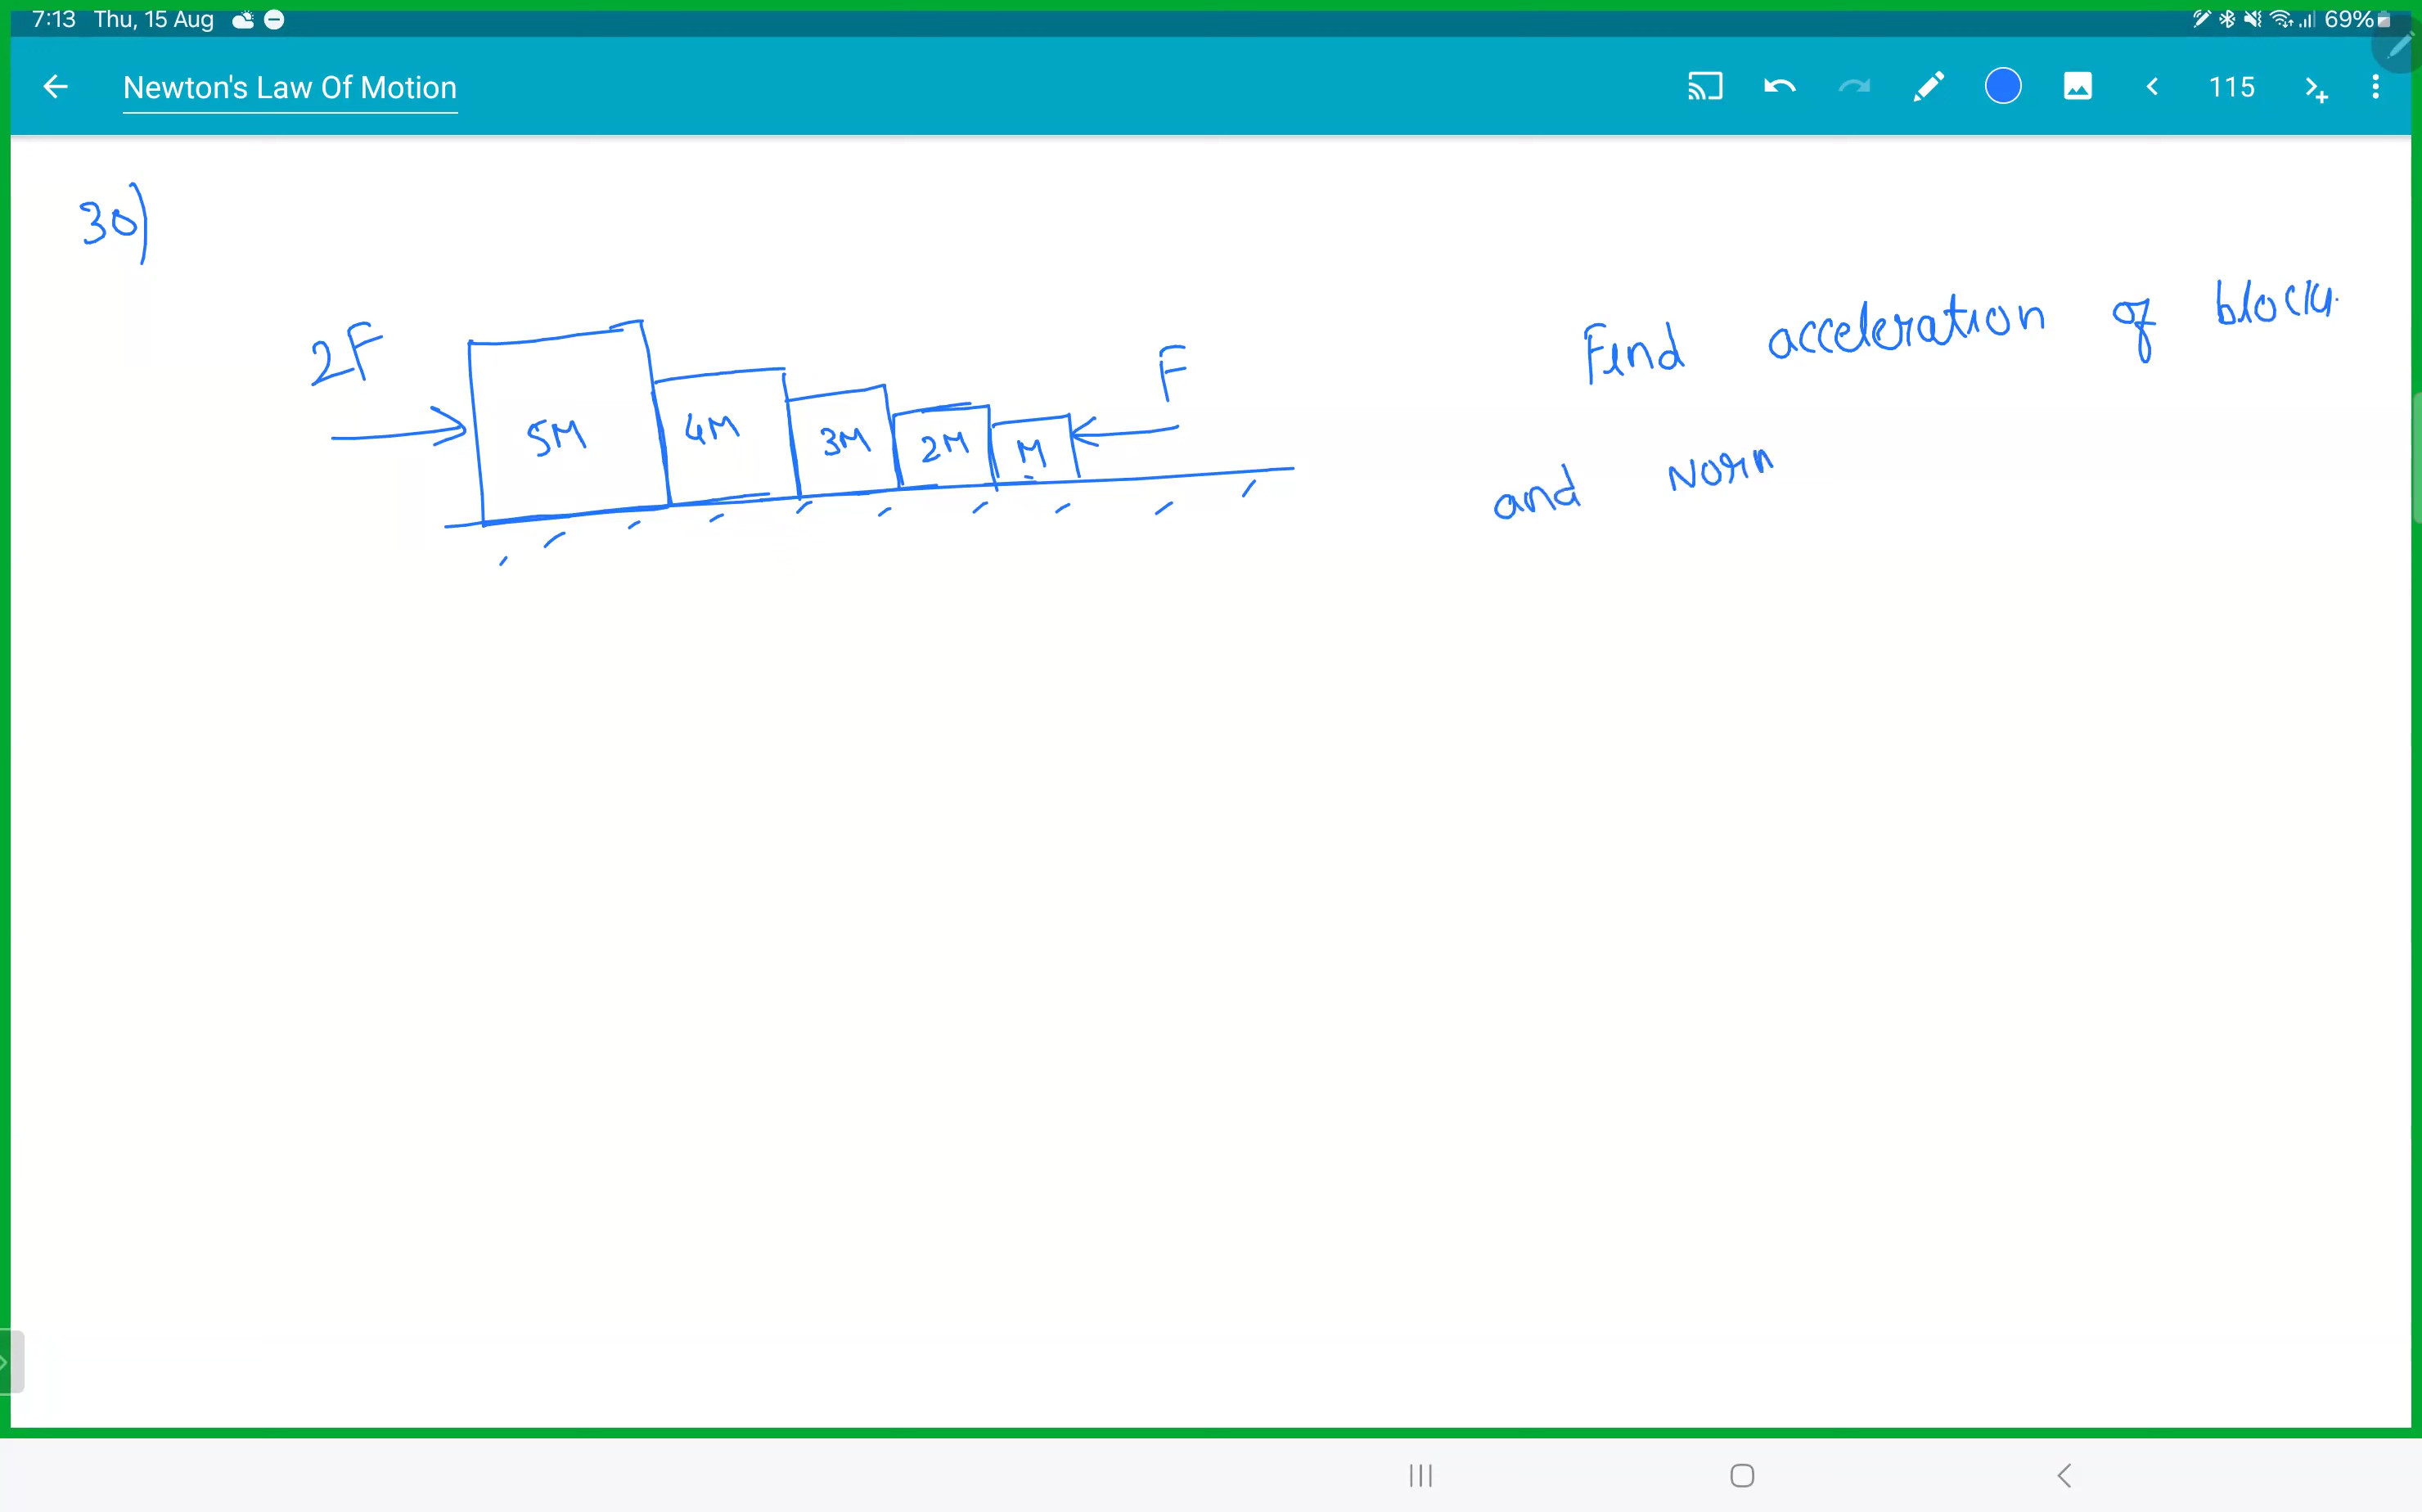 7:13 Thu, 15 Aug 69%
Newton's Law Of Motion 115
30)
Find acceleration of block.
2F F
5M 4M 3M 2M M
and Norm